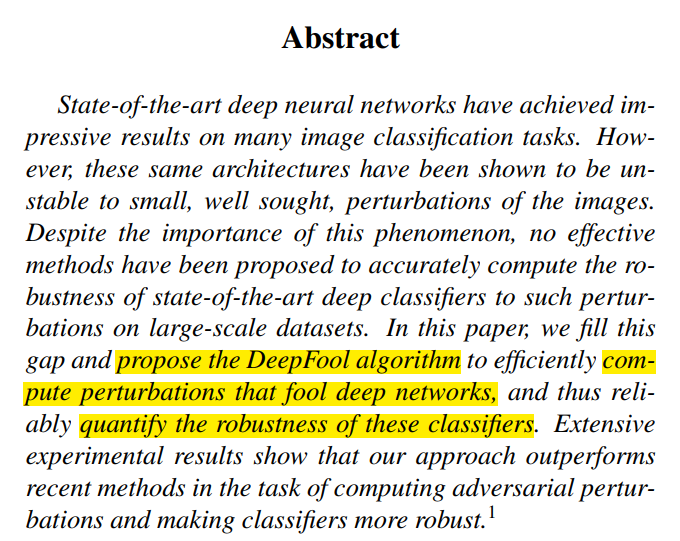 Abstract
State-of-the-art deep neural networks have achieved im-
pressive results on many image classification tasks. How-
ever, these same architectures have been shown to be un-
stable to small, well sought, perturbations of the images.
Despite the importance of this phenomenon, no effective
methods have been proposed to accurately compute the ro-
bustness of state-of-the-art deep classifiers to such pertur-
bations on large-scale datasets. In this paper, we fill this
gap and propose the DeepFool algorithm to efficiently com-
pute perturbations that fool deep networks, and thus reli-
ably quantify the robustness of these classifiers. Extensive
experimental results show that our approach outperforms
recent methods in the task of computing adversarial pertur-
bations and making classifiers more robust.¹